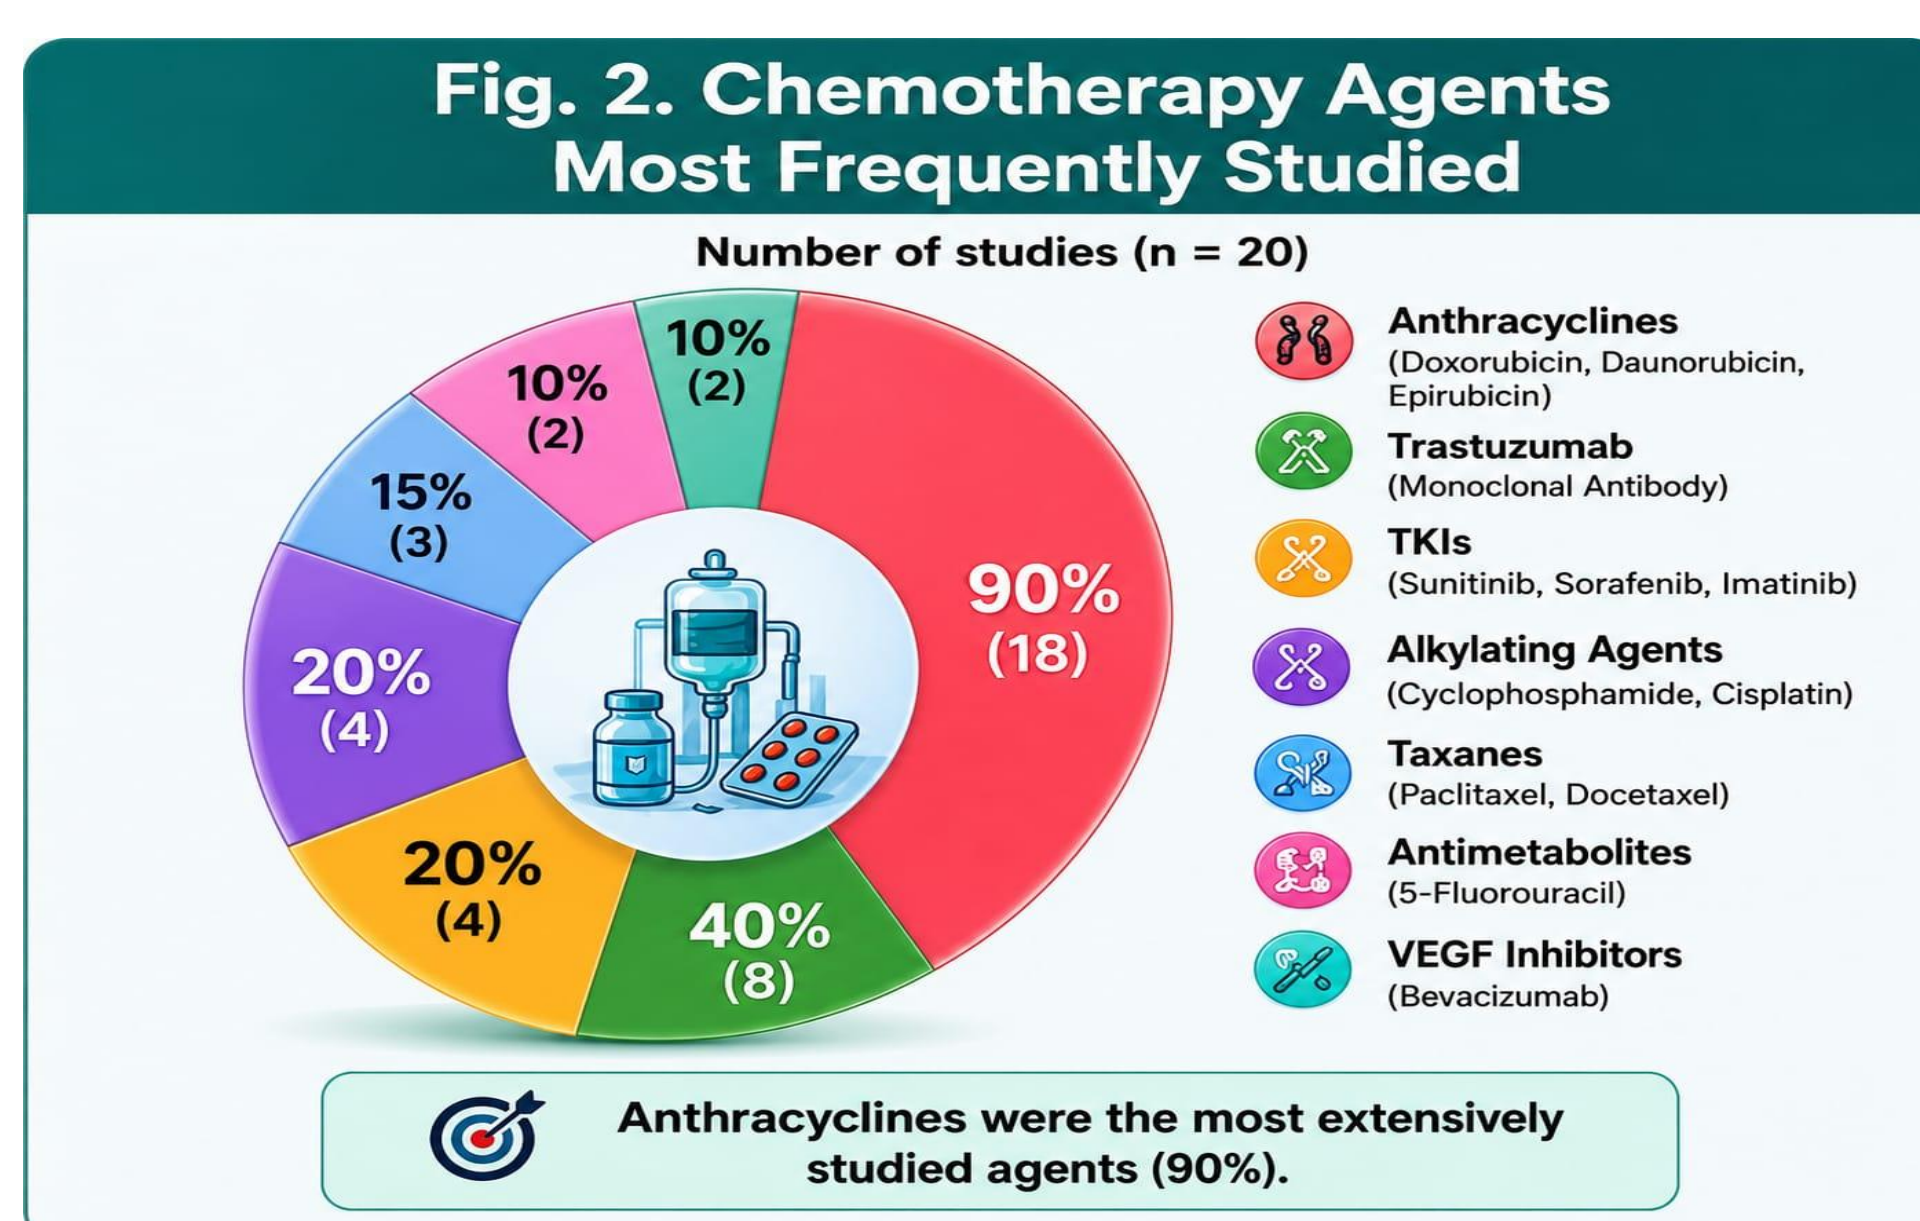 Fig. 2. Chemotherapy Agents
Most Frequently Studied
Number of studies (n = 20)
10%
(2)
10%
(2)
15%
(3)
20%
(4)
20%
(4)
40%
(8)
90%
(18)
Anthracyclines
(Doxorubicin, Daunorubicin,
Epirubicin)
Trastuzumab
(Monoclonal Antibody)
TKIs
(Sunitinib, Sorafenib, Imatinib)
Alkylating Agents
(Cyclophosphamide, Cisplatin)
Taxanes
(Paclitaxel, Docetaxel)
Antimetabolites
(5-Fluorouracil)
VEGF Inhibitors
(Bevacizumab)
Anthracyclines were the most extensively
studied agents (90%).